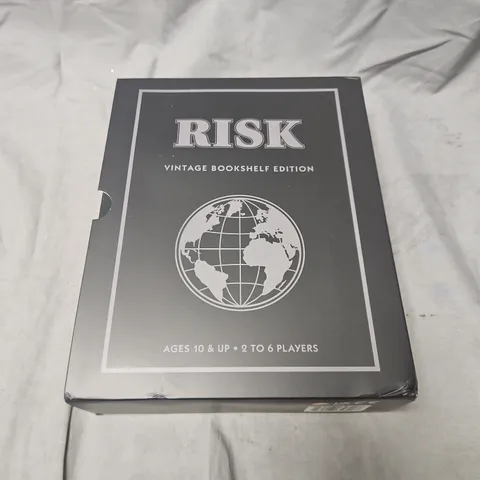 RISK
VINTAGE BOOKSHELF EDITION
AGES 10 & UP • 2 TO 6 PLAYERS